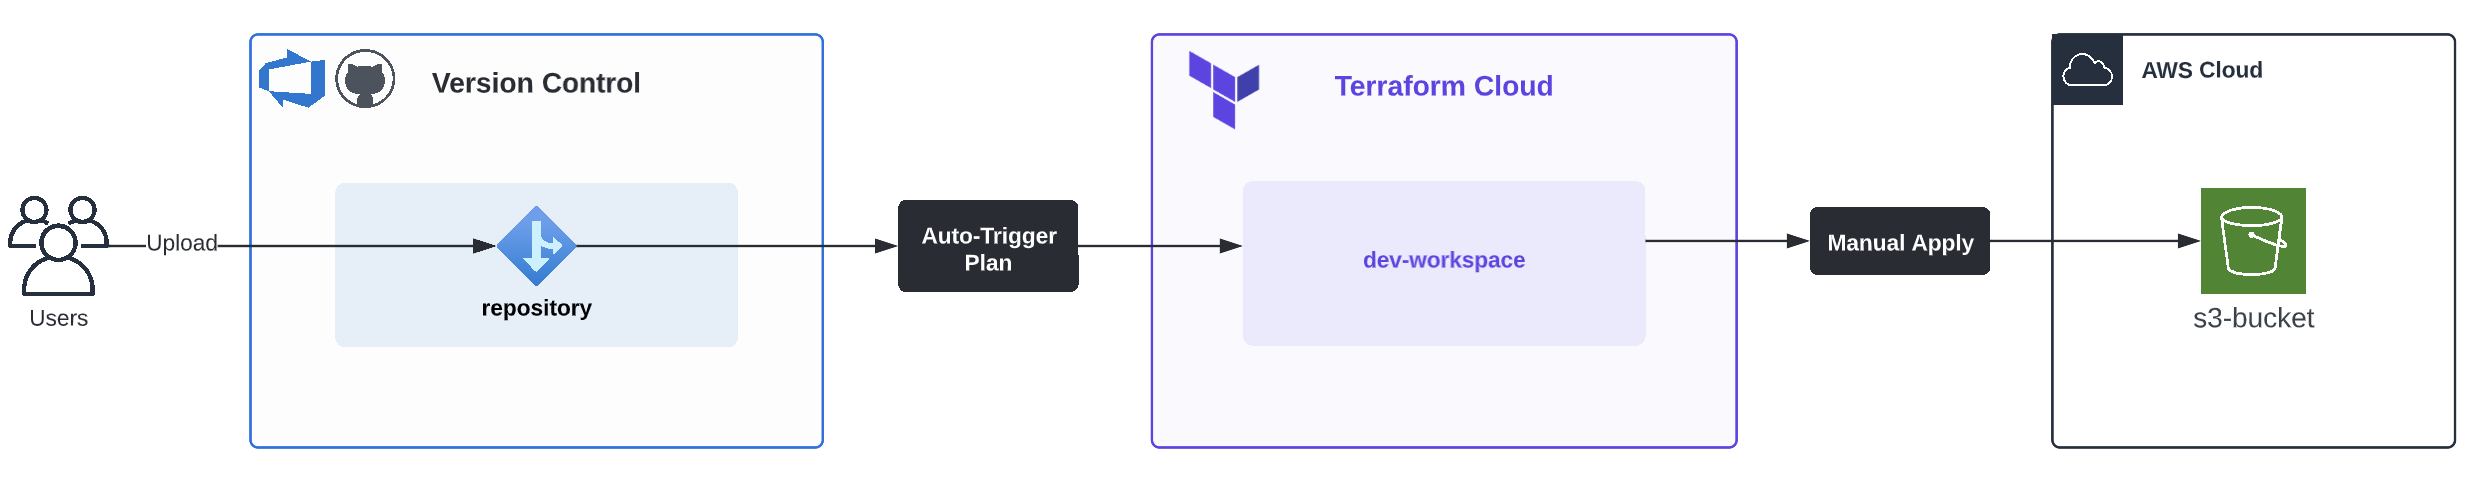 Version Control
Terraform Cloud
AWS Cloud
Upload
Auto-Trigger
Plan
Manual Apply
dev-workspace
repository
Users
s3-bucket